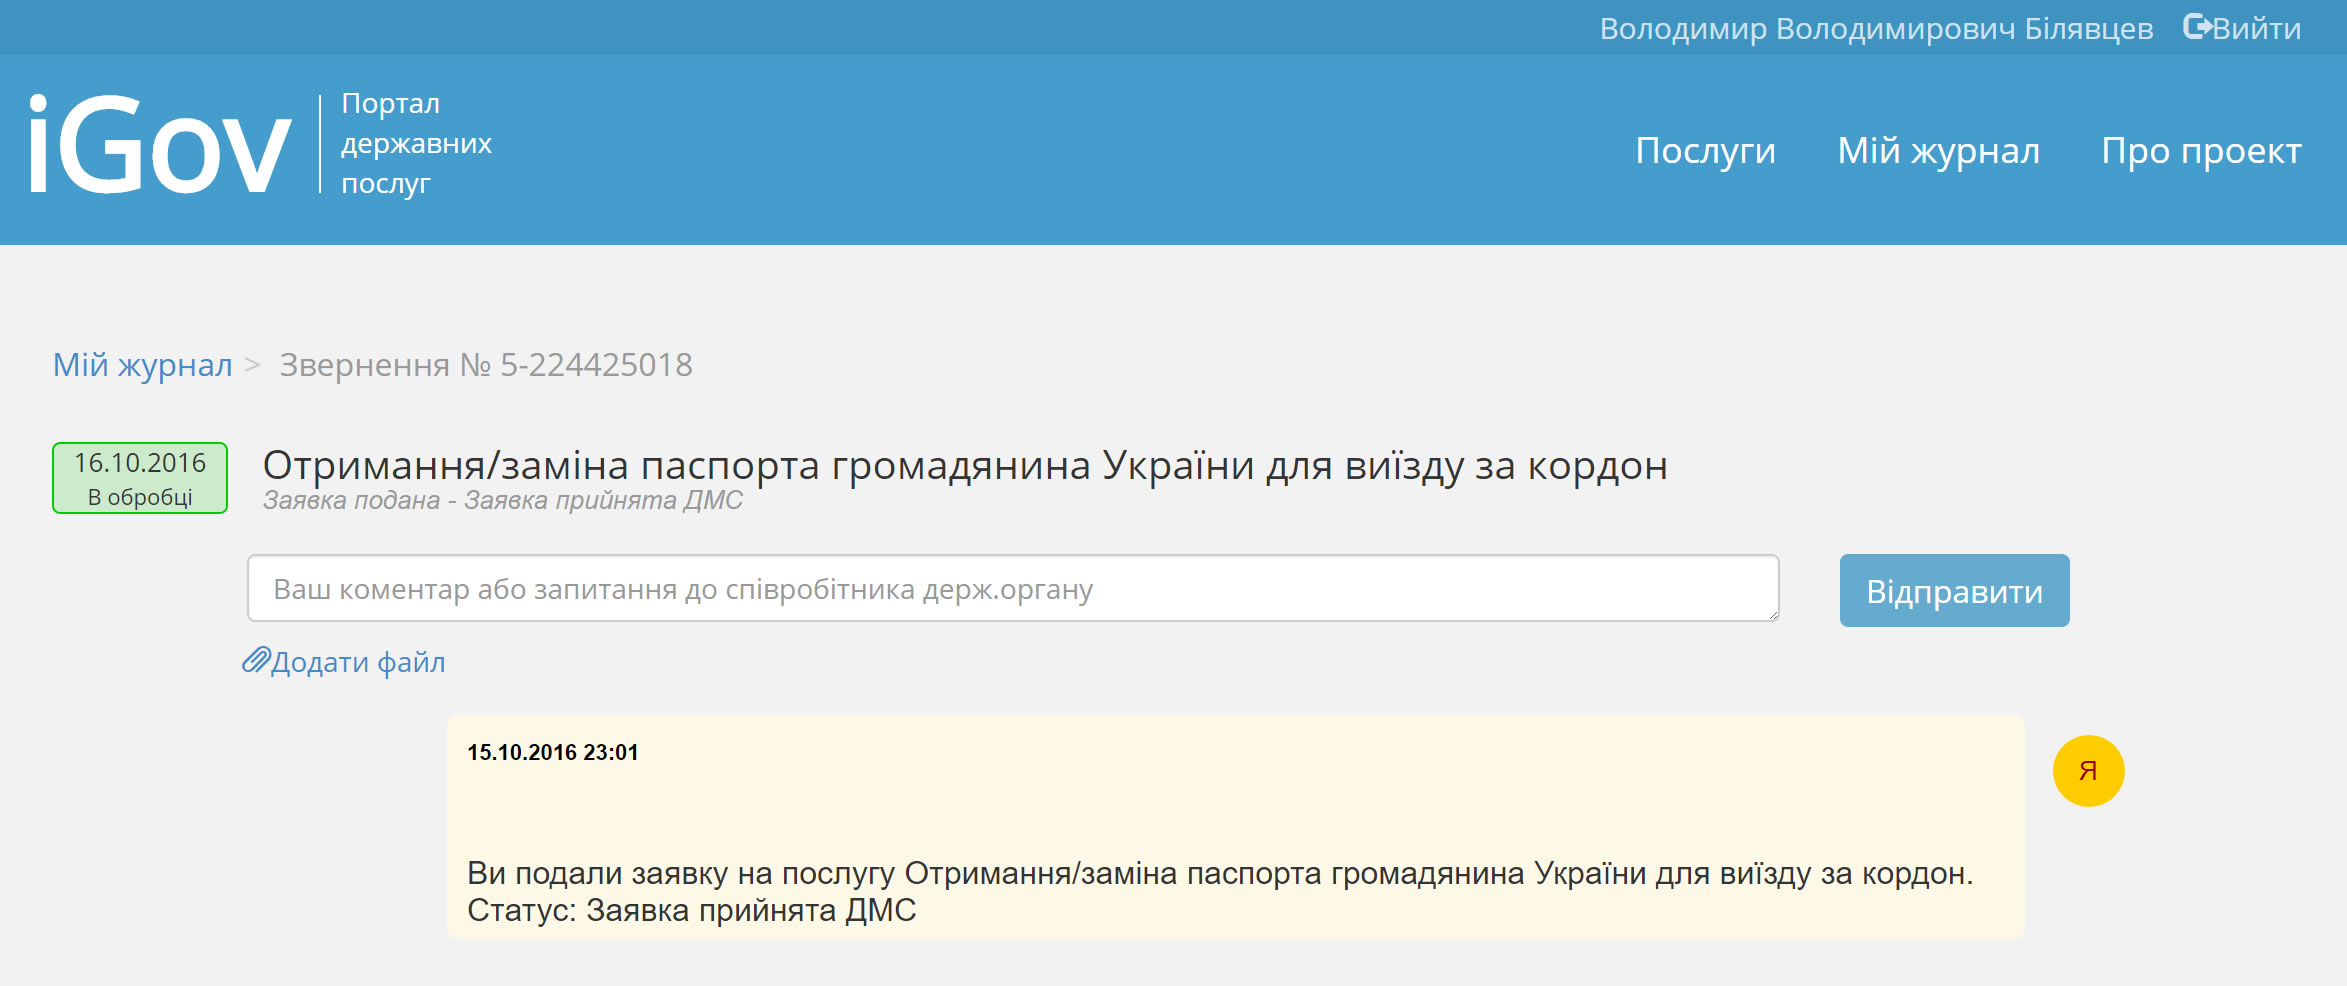 Володимир Володимирович Білявцев Вийти
iGov
Портал
державних
послуг
Послуги Мій журнал Про проект
Мій журнал > Звернення № 5-224425018
16.10.2016
В обробці
Отримання/заміна паспорта громадянина України для виїзду за кордон
Заявка подана - Заявка прийнята ДМС
Ваш коментар або запитання до співробітника держ.органу
Відправити
Додати файл
15.10.2016 23:01
Я
Ви подали заявку на послугу Отримання/заміна паспорта громадянина України для виїзду за кордон.
Статус: Заявка прийнята ДМС